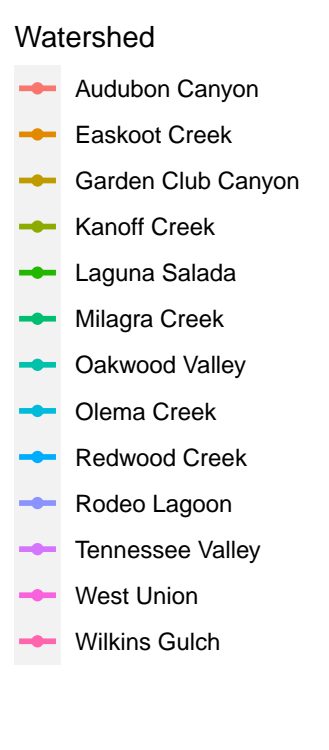 Watershed
Audubon Canyon
Easkoot Creek
Garden Club Canyon
Kanoff Creek
Laguna Salada
Milagra Creek
Oakwood Valley
Olema Creek
Redwood Creek
Rodeo Lagoon
Tennessee Valley
West Union
Wilkins Gulch